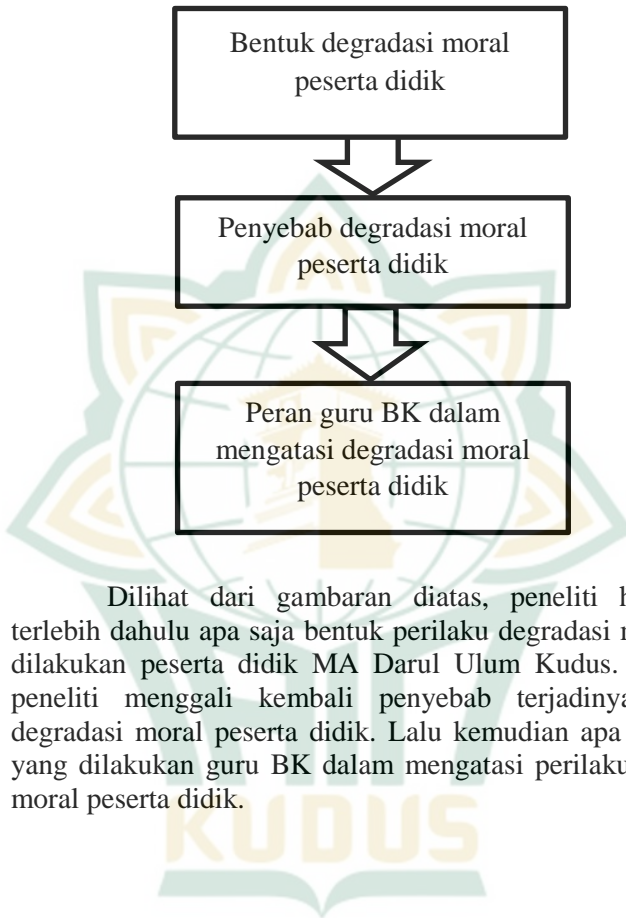 Bentuk degradasi moral
peserta didik
Penyebab degradasi moral
peserta didik
Peran guru BK dalam
mengatasi degradasi moral
peserta didik
Dilihat dari gambaran diatas, peneliti
terlebih dahulu apa saja bentuk perilaku degradasi
dilakukan peserta didik MA Darul Ulum Kudus.
peneliti menggali kembali penyebab terjadinya
degradasi moral peserta didik. Lalu kemudian apa
yang dilakukan guru BK dalam mengatasi perilaku
moral peserta didik.
KUDUS